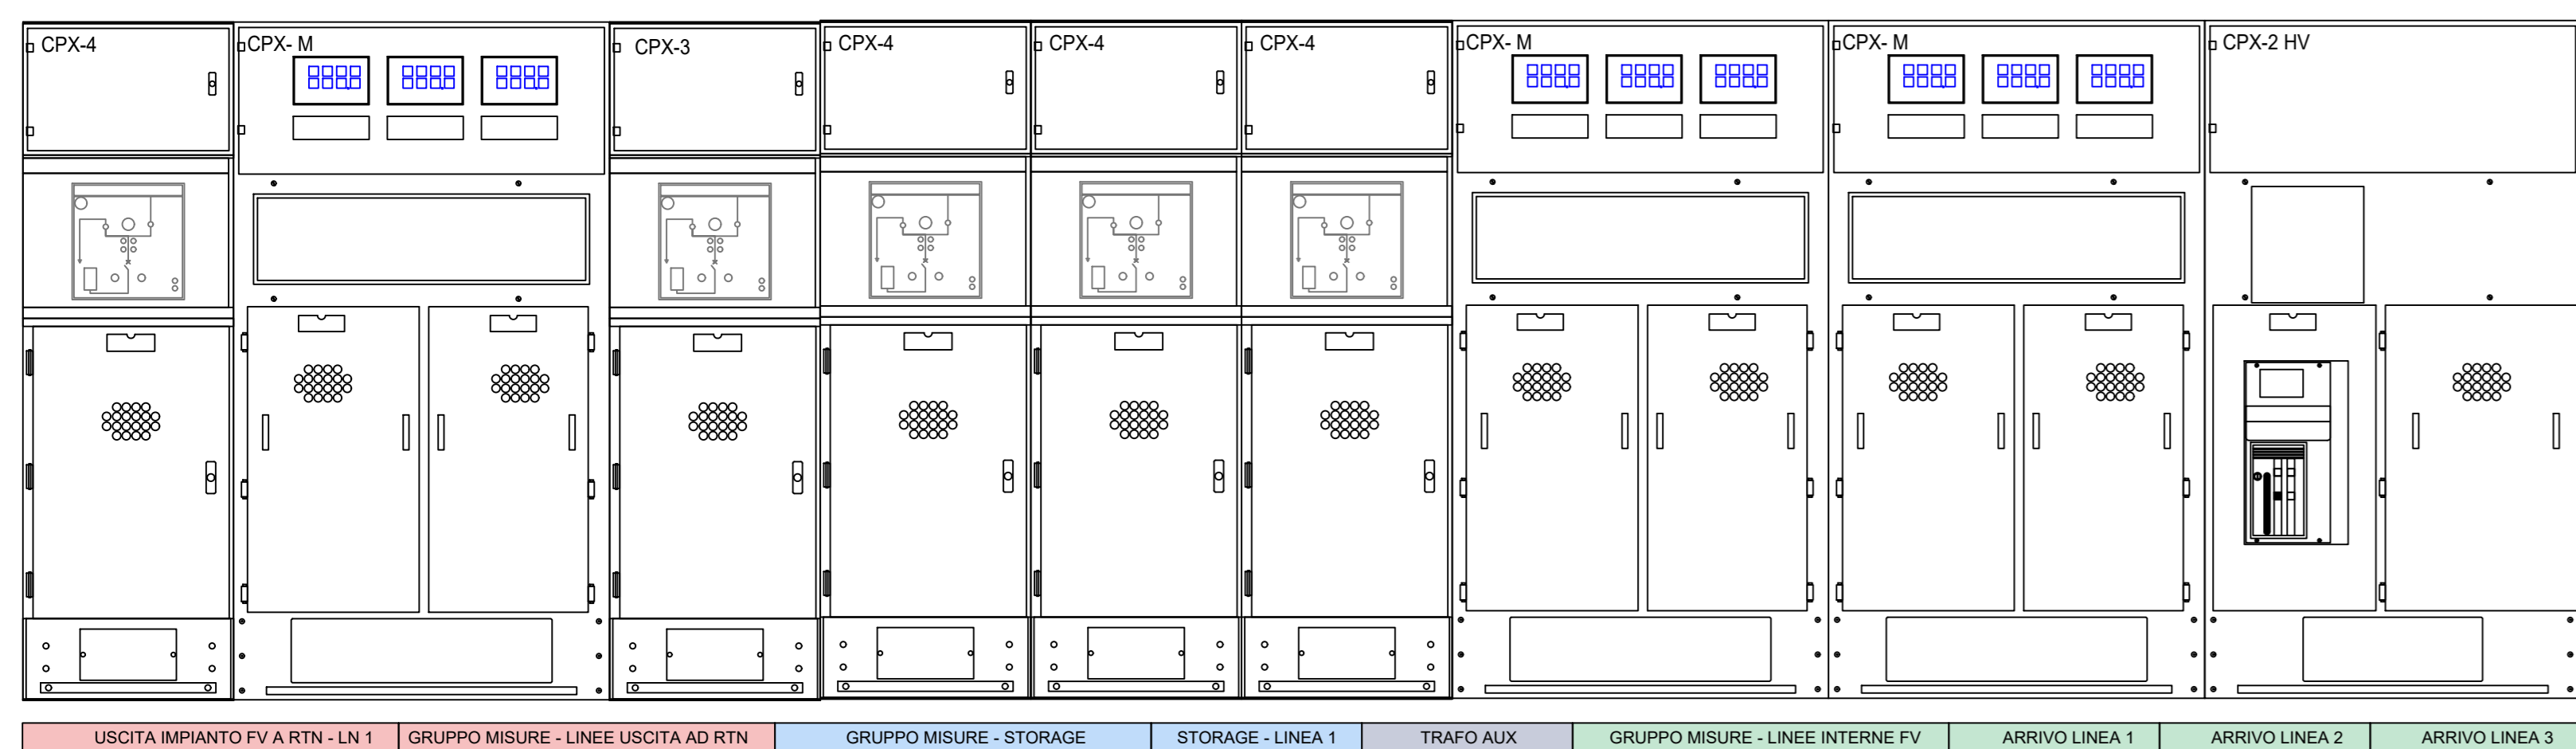 CPX-4
CPX- M
CPX-3
CPX-4
CPX-4
CPX-4
CPX- M
CPX- M
CPX-2 HV
USCITA IMPIANTO FV A RTN - LN 1
GRUPPO MISURE - LINEE USCITA AD RTN
GRUPPO MISURE - STORAGE
STORAGE - LINEA 1
TRAFO AUX
GRUPPO MISURE - LINEE INTERNE FV
ARRIVO LINEA 1
ARRIVO LINEA 2
ARRIVO LINEA 3